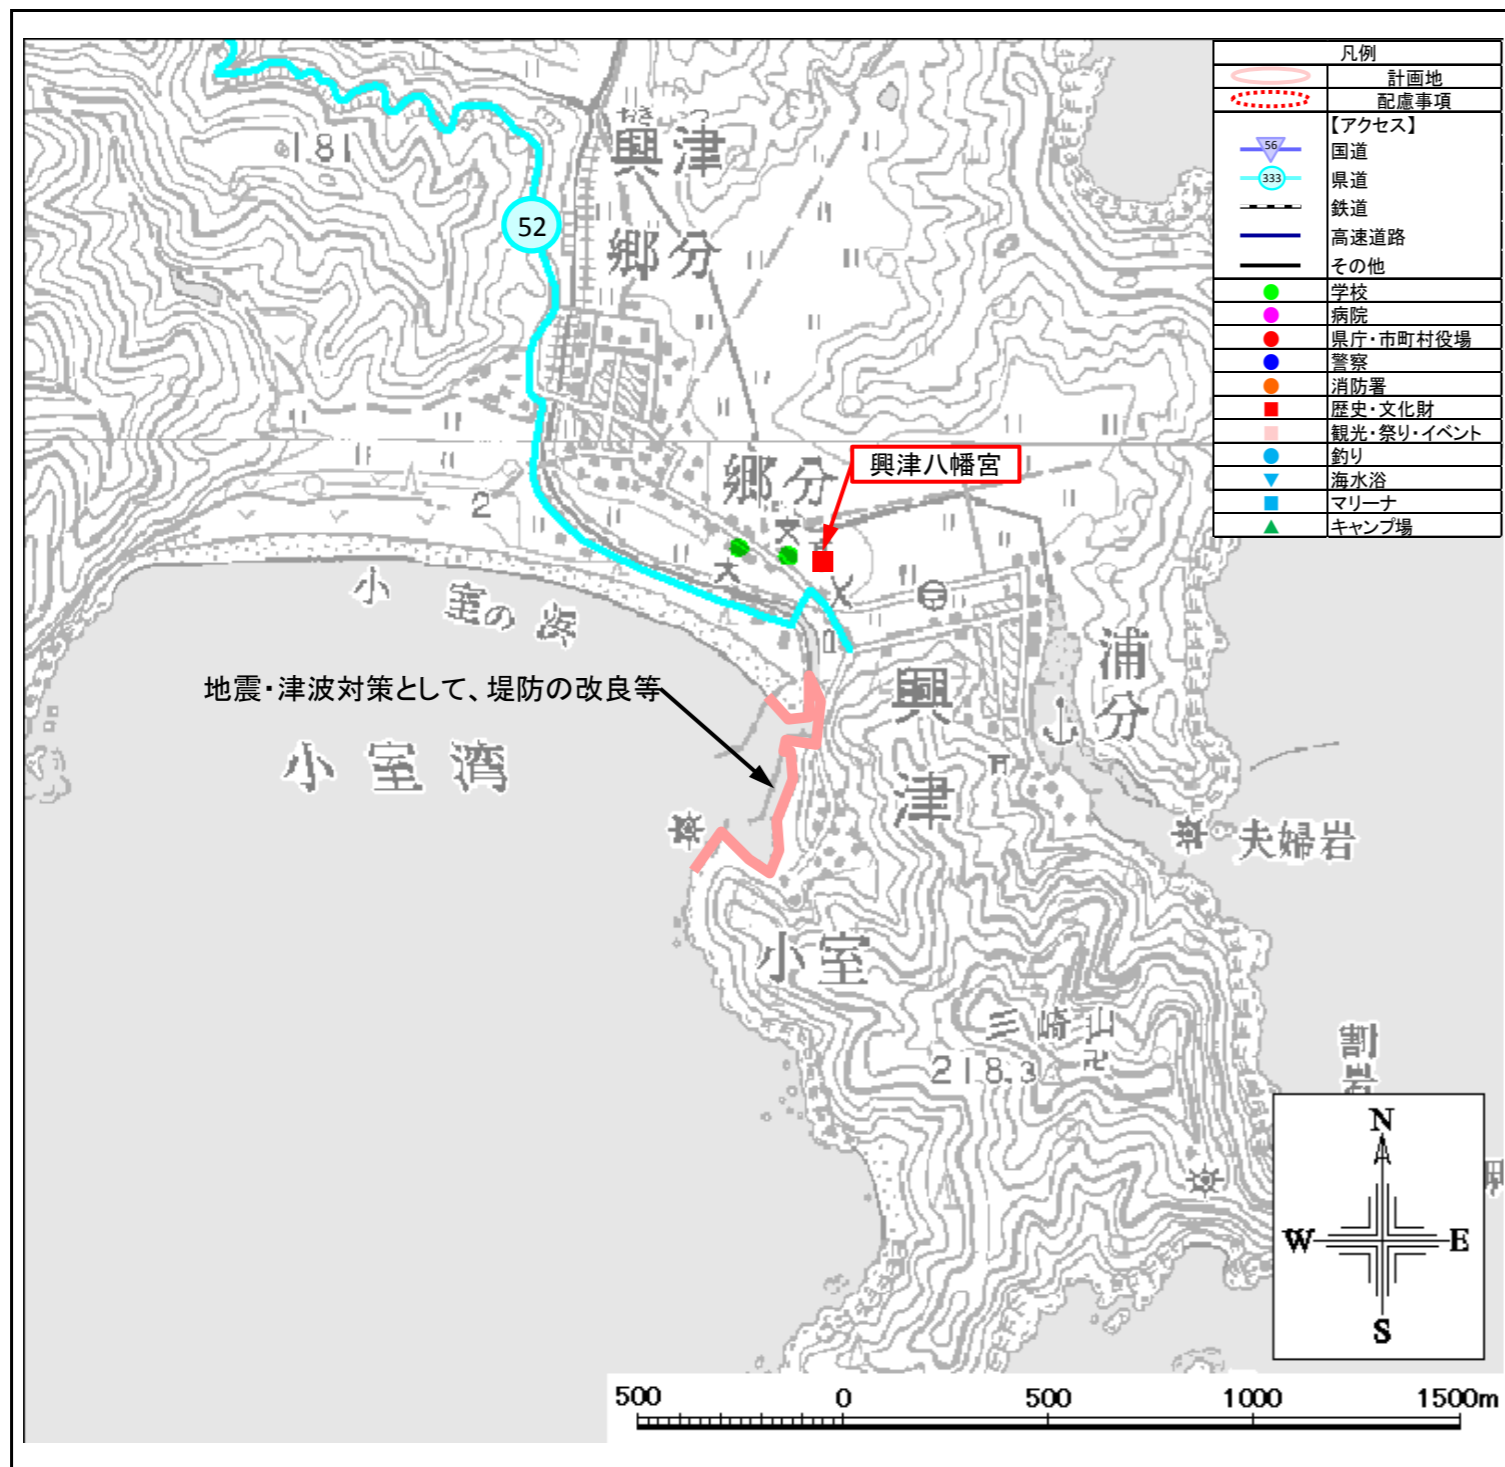 凡例
計画地
配慮事項
【アクセス】
56
国道
333
県道
鉄道
高速道路
その他
学校
病院
県庁・市町村役場
警察
消防署
歴史・文化財
観光・祭り・イベント
釣り
海水浴
マリーナ
キャンプ場
181
興津
郷分
52
郷分
興津八幡宮
2
小室の浜
浦分
地震・津波対策として、堤防の改良等
小室湾
興津
夫婦岩
小室
三崎山
218.3
割岩
N
W
E
S
500
0
500
1000
1500m